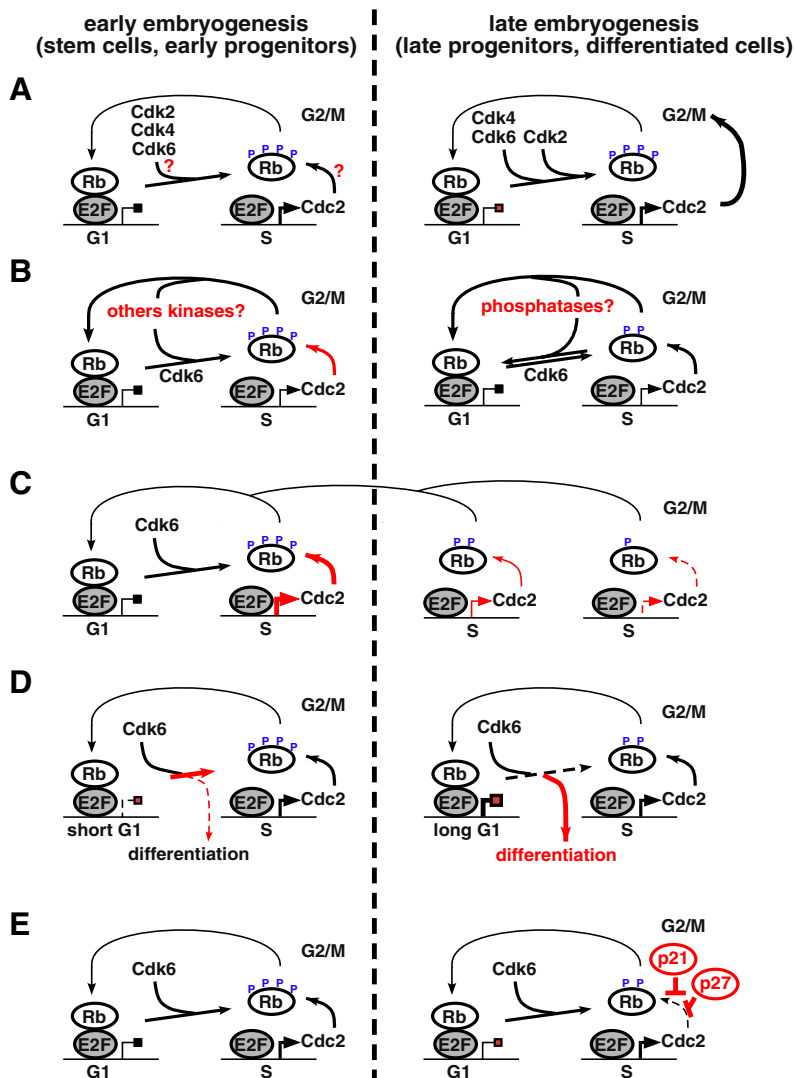 early embryogenesis
(stem cells, early progenitors)
late embryogenesis
(late progenitors, differentiated cells)
A
Cdk2
Cdk4
Cdk6
?
P P P P
Rb
Rb
E2F
G1
G2/M
?
E2F
Cdc2
S
Cdk4
Cdk6 Cdk2
P P P P
Rb
Rb
E2F
G1
G2/M
E2F
Cdc2
S
B
others kinases?
P P P P
Rb
Rb
E2F
G1
Cdk6
G2/M
E2F
Cdc2
S
phosphatases?
P P
Rb
Rb
E2F
G1
Cdk6
G2/M
E2F
Cdc2
S
C
Cdk6
P P P P
Rb
Rb
E2F
G1
E2F
Cdc2
S
P P
Rb
E2F
Cdc2
S
G2/M
P
Rb
E2F
Cdc2
S
D
Cdk6
P P P P
Rb
Rb
E2F
short G1
G2/M
E2F
Cdc2
S
differentiation
Cdk6
P P
Rb
Rb
E2F
long G1
G2/M
E2F
Cdc2
S
differentiation
E
Cdk6
P P P P
Rb
Rb
E2F
G1
G2/M
E2F
Cdc2
S
Cdk6
P P
Rb
Rb
E2F
G1
G2/M
p21
p27
E2F
Cdc2
S